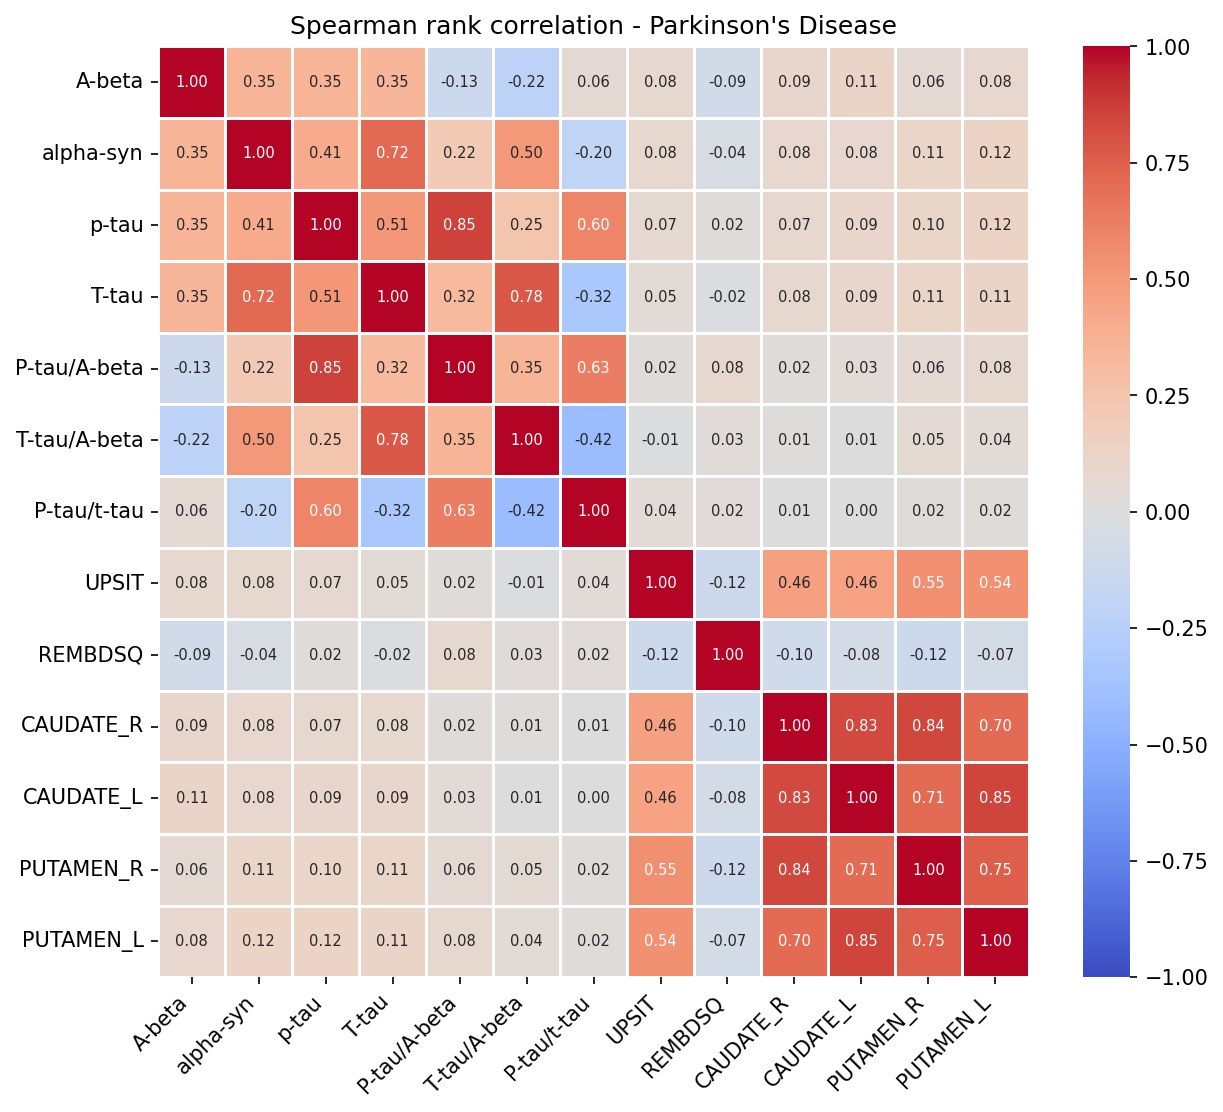 Spearman rank correlation - Parkinson's Disease
A-beta 1.00 0.35 0.35 0.35 -0.13 -0.22 0.06 0.08 -0.09 0.09 0.11 0.06 0.08
alpha-syn 0.35 1.00 0.41 0.72 0.22 0.50 -0.20 0.08 -0.04 0.08 0.08 0.11 0.12
p-tau 0.35 0.41 1.00 0.51 0.85 0.25 0.60 0.07 0.02 0.07 0.09 0.10 0.12
T-tau 0.35 0.72 0.51 1.00 0.32 0.78 -0.32 0.05 -0.02 0.08 0.09 0.11 0.11
P-tau/A-beta -0.13 0.22 0.85 0.32 1.00 0.35 0.63 0.02 0.08 0.02 0.03 0.06 0.08
T-tau/A-beta -0.22 0.50 0.25 0.78 0.35 1.00 -0.42 -0.01 0.03 0.01 0.01 0.05 0.04
P-tau/t-tau 0.06 -0.20 0.60 -0.32 0.63 -0.42 1.00 0.04 0.02 0.01 0.00 0.02 0.02
UPSIT 0.08 0.08 0.07 0.05 0.02 -0.01 0.04 1.00 -0.12 0.46 0.46 0.55 0.54
REMBDSQ -0.09 -0.04 0.02 -0.02 0.08 0.03 0.02 -0.12 1.00 -0.10 -0.08 -0.12 -0.07
CAUDATE_R 0.09 0.08 0.07 0.08 0.02 0.01 0.01 0.46 -0.10 1.00 0.83 0.84 0.70
CAUDATE_L 0.11 0.08 0.09 0.09 0.03 0.01 0.00 0.46 -0.08 0.83 1.00 0.71 0.85
PUTAMEN_R 0.06 0.11 0.10 0.11 0.06 0.05 0.02 0.55 -0.12 0.84 0.71 1.00 0.75
PUTAMEN_L 0.08 0.12 0.12 0.11 0.08 0.04 0.02 0.54 -0.07 0.70 0.85 0.75 1.00
A-beta alpha-syn p-tau T-tau P-tau/A-beta T-tau/A-beta P-tau/t-tau UPSIT REMBDSQ CAUDATE_R CAUDATE_L PUTAMEN_R PUTAMEN_L
1.00
0.75
0.50
0.25
0.00
−0.25
−0.50
−0.75
−1.00